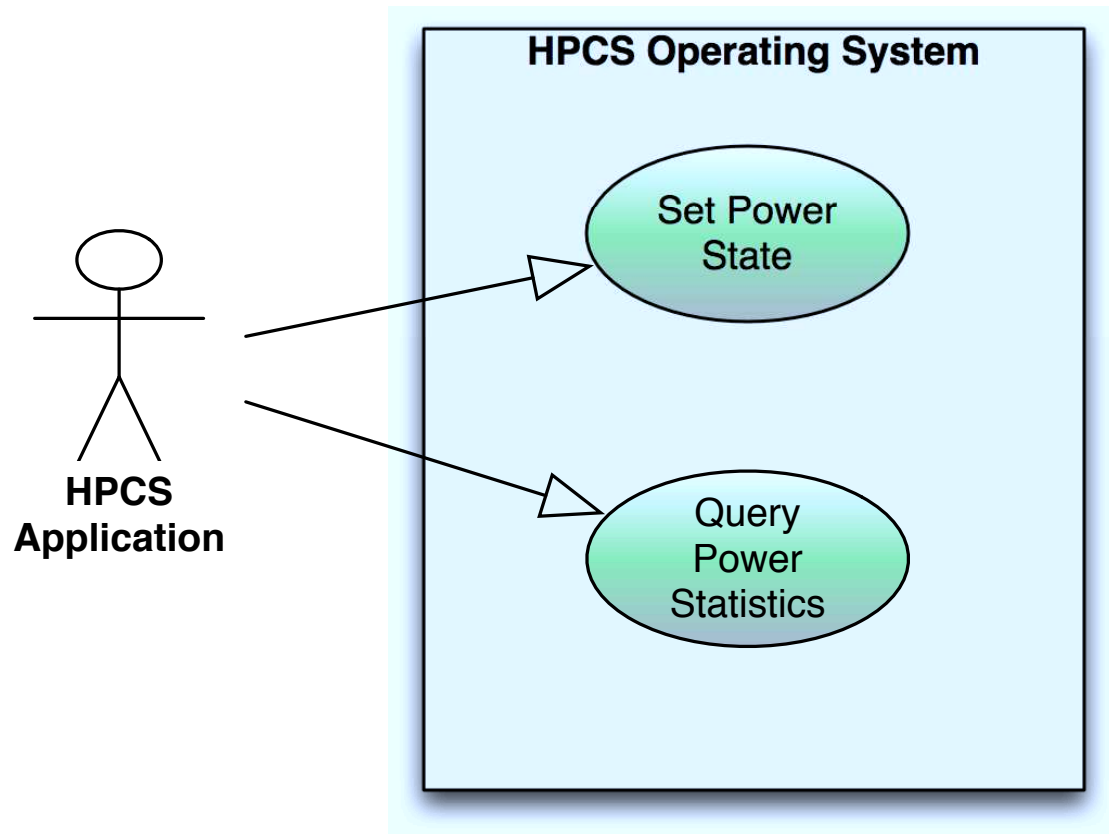 HPCS Operating System
Set Power
State
HPCS
Application
Query
Power
Statistics